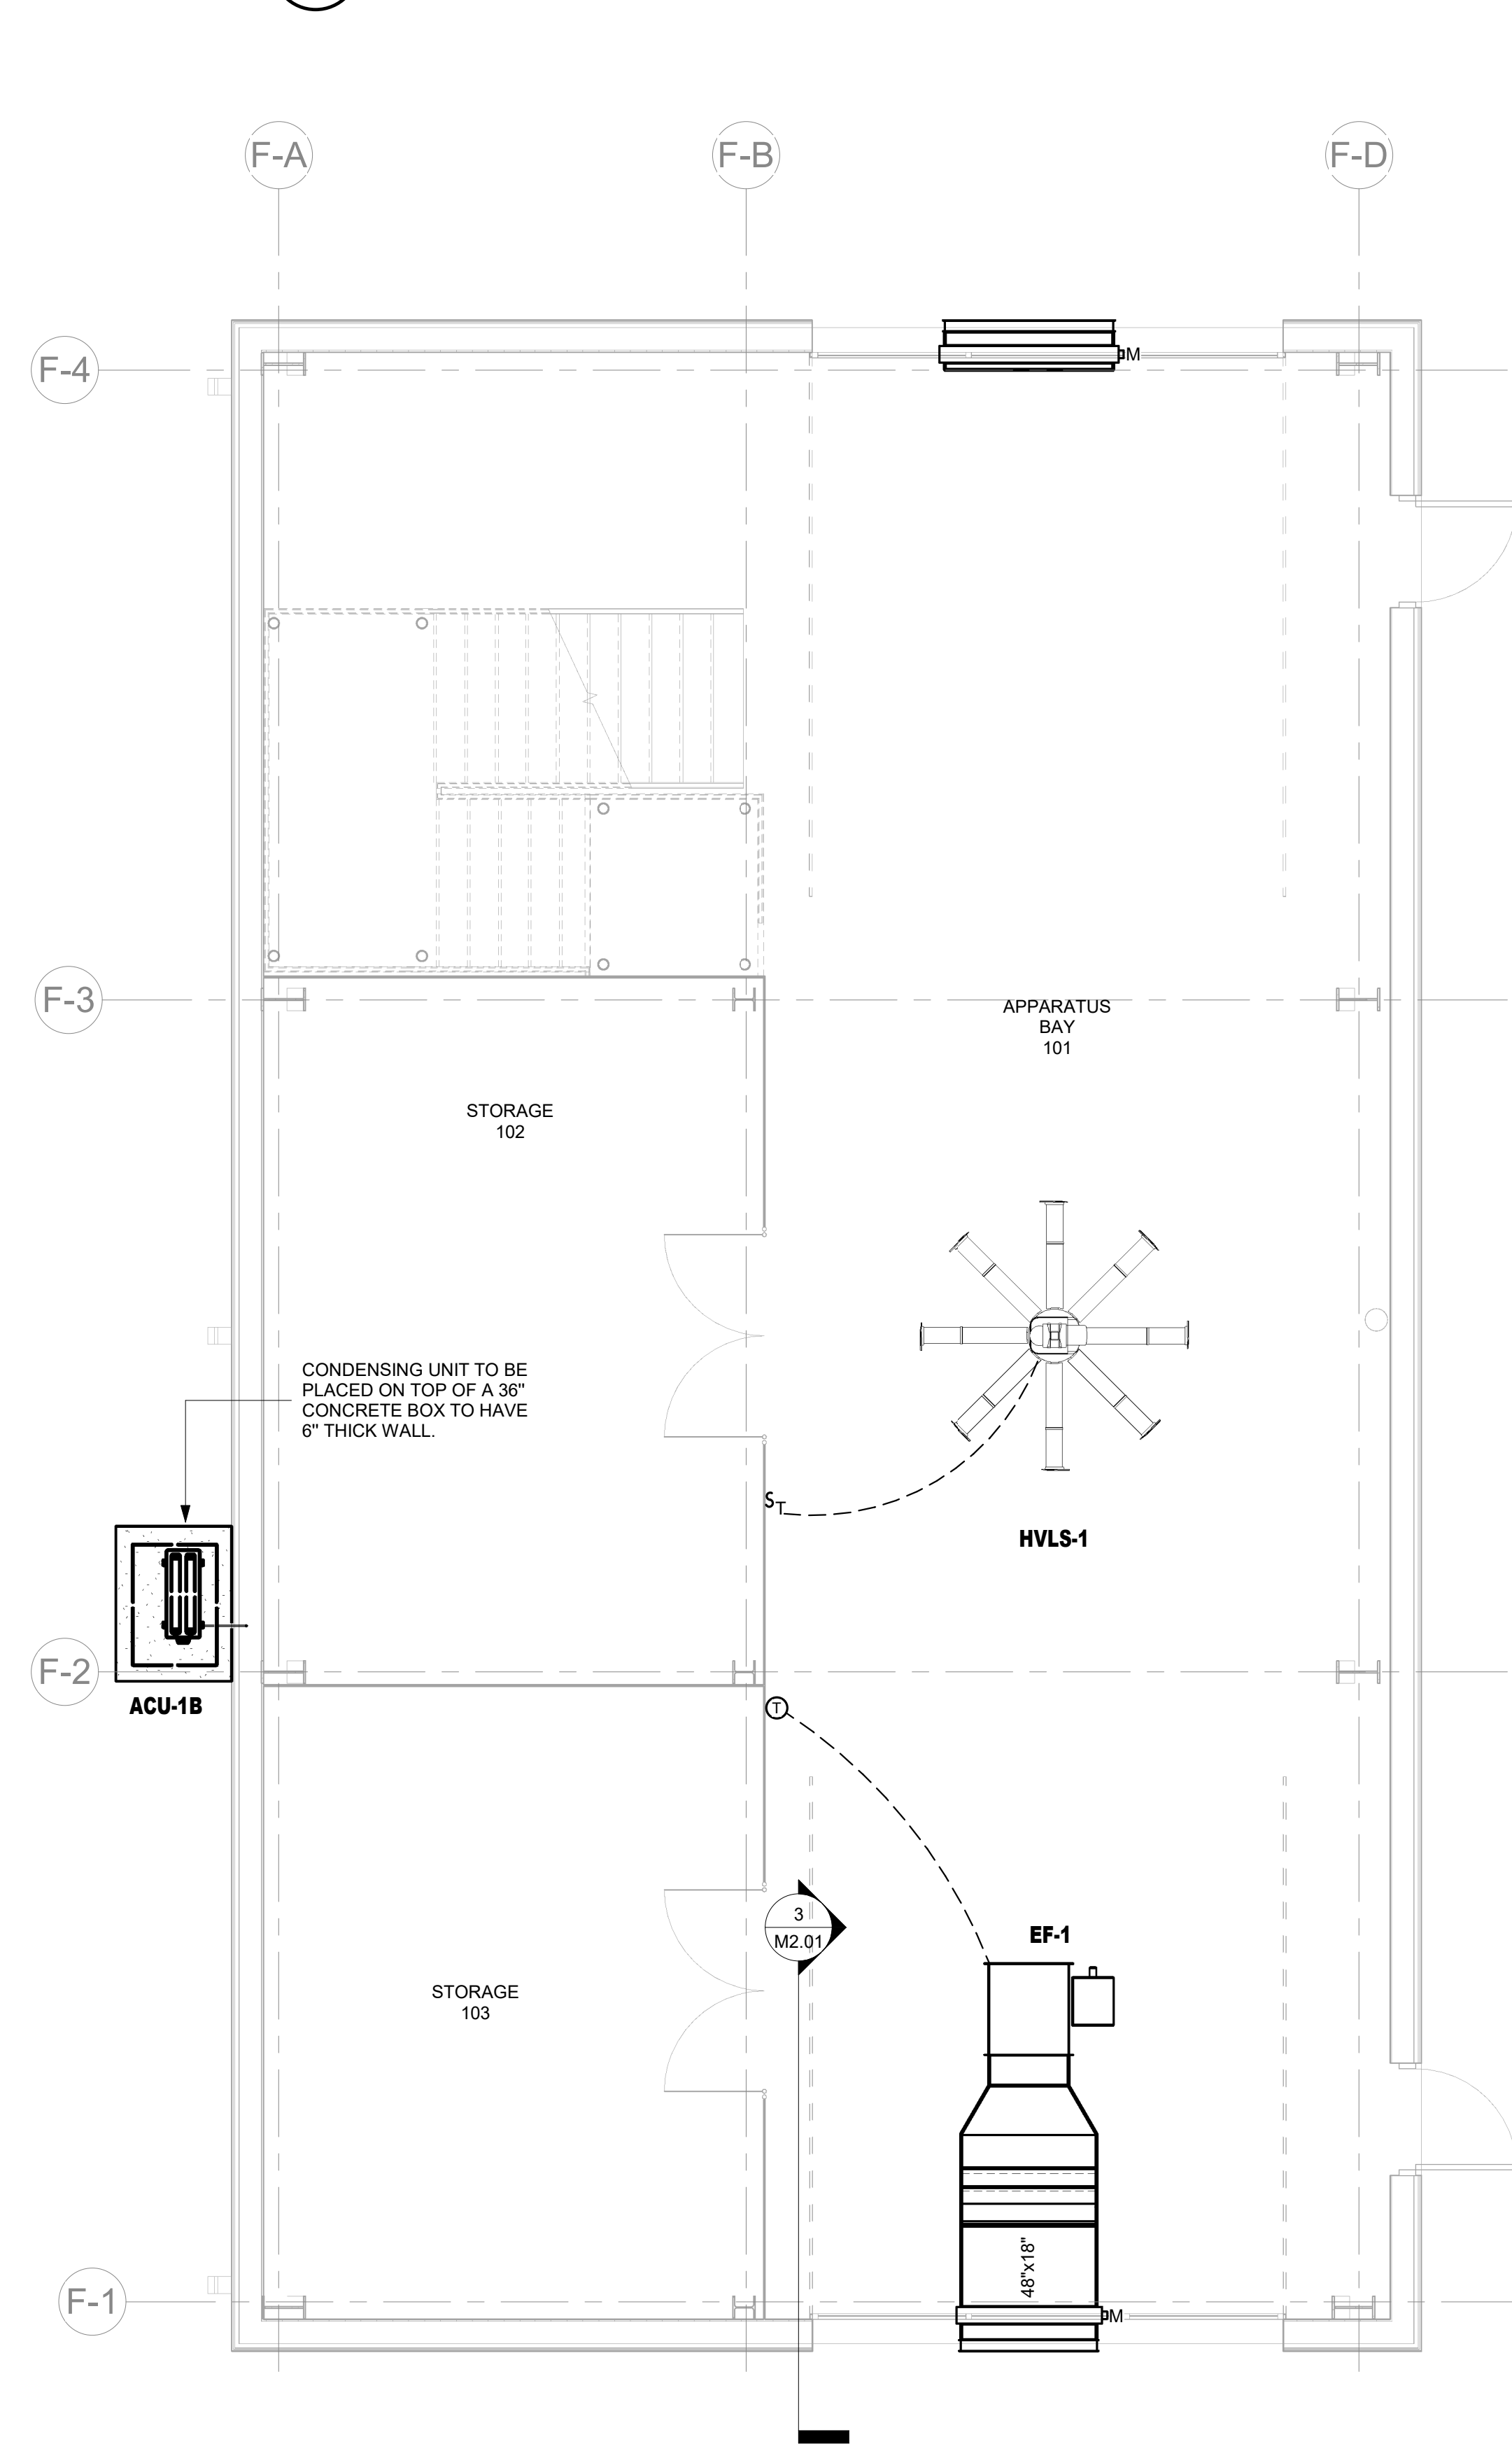 F-A
F-B
F-D
F-4
M
F-3
APPARATUS
BAY
101
STORAGE
102
CONDENSING UNIT TO BE
PLACED ON TOP OF A 36"
CONCRETE BOX TO HAVE
6" THICK WALL.
ST
HVLS-1
F-2
ACU-1B
T
3
M2.01
EF-1
STORAGE
103
48"x18"
F-1
M